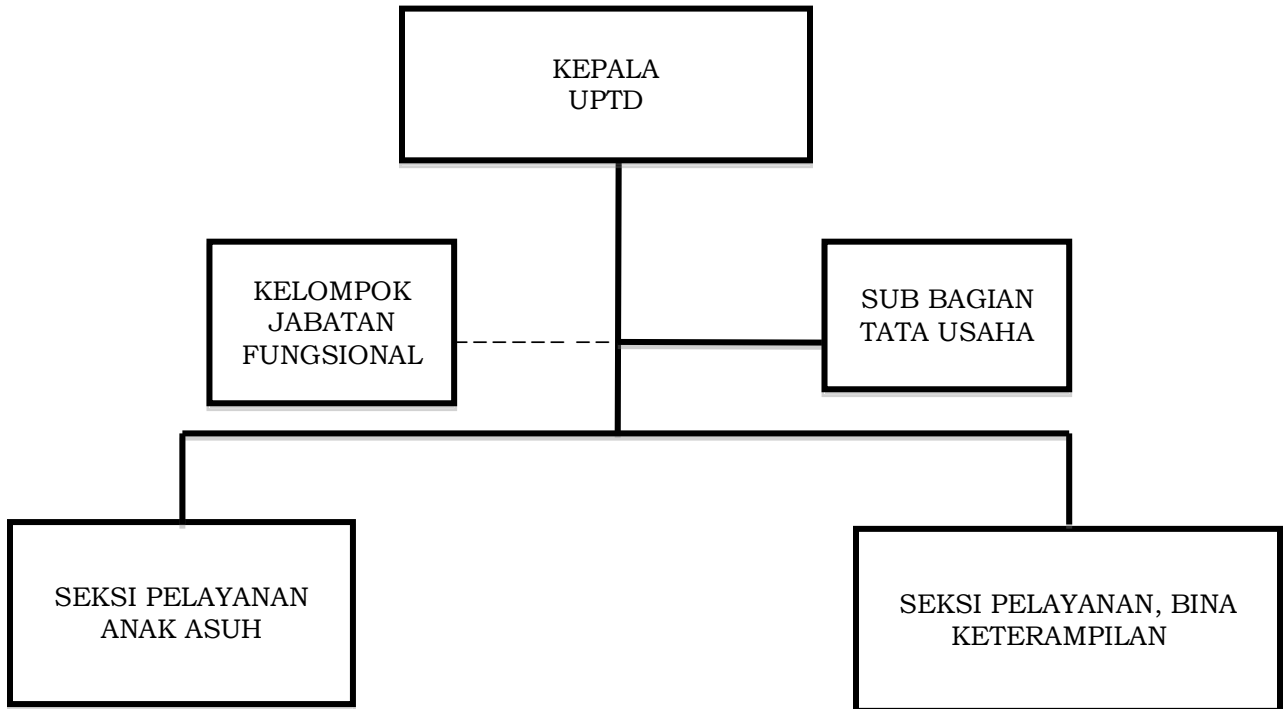 KEPALA
UPTD
KELOMPOK
JABATAN
FUNGSIONAL
SUB BAGIAN
TATA USAHA
SEKSI PELAYANAN
ANAK ASUH
SEKSI PELAYANAN, BINA
KETERAMPILAN